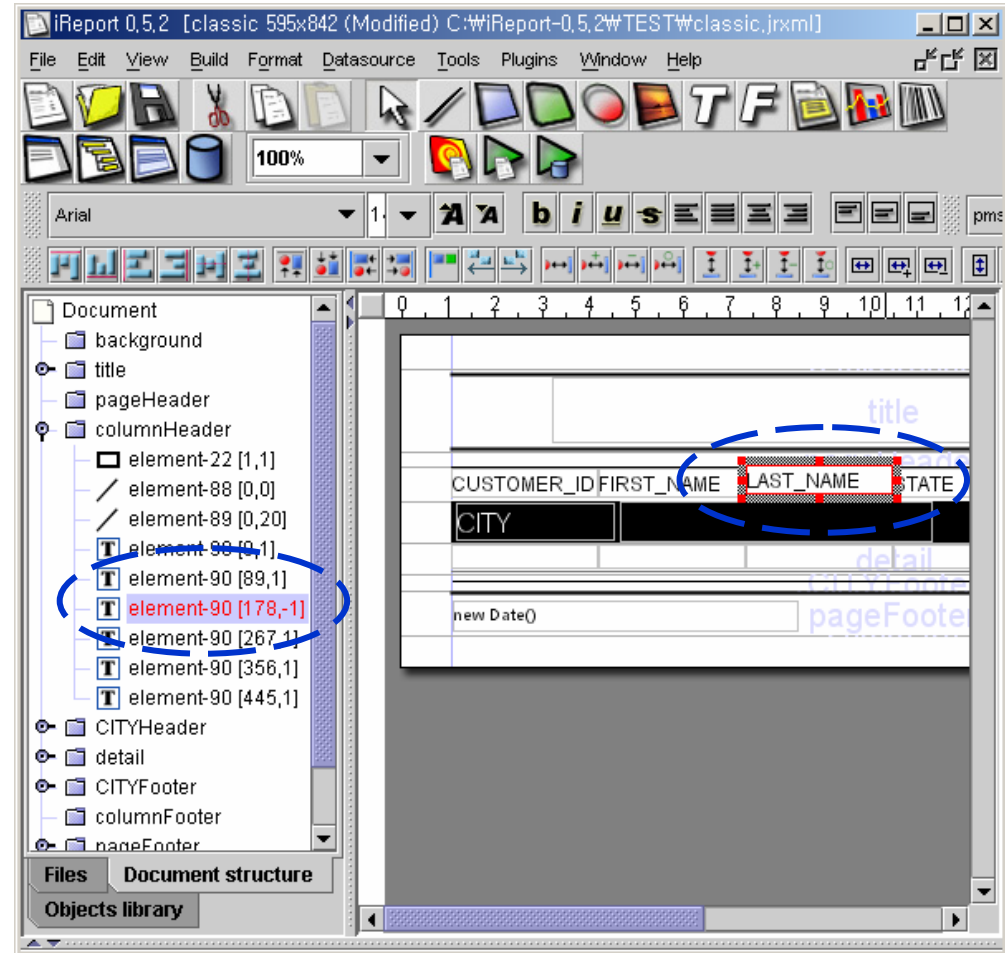 iReport 0,5,2 [classic 595x842 (Modified) C:₩iReport-0,5,2₩TEST₩classic,jrxml]
File Edit View Build Format Datasource Tools Plugins Window Help
T F
100%
Arial
A A b i u s
Document
background
title
pageHeader
columnHeader
element-22 [1,1]
element-88 [0,0]
element-89 [0,20]
T element-90 [89,1]
T element-90 [178,-1]
T element-90 [267,1]
T element-90 [356,1]
T element-90 [445,1]
CITYHeader
detail
CITYFooter
columnFooter
pageFooter
Files Document structure
Objects library
0 1 2 3 4 5 6 7 8 9 10 11 12
title
CUSTOMER_ID FIRST_NAME LAST_NAME STATE
CITY
detail
new Date()
pageFooter